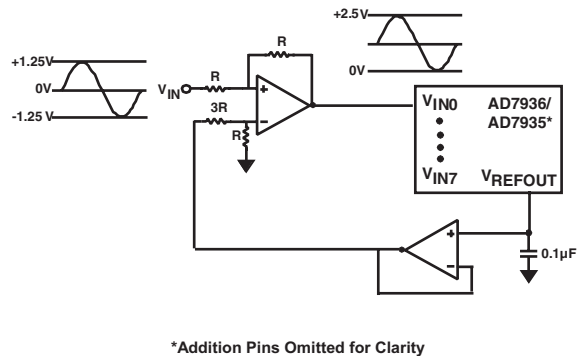 +2.5V
+1.25V
0V
-1.25V
0V
R
R
VIN
3R
R
+
−
VIN0
AD7936/
AD7935*
VIN7
VREFOUT
+
−
0.1µF
*Addition Pins Omitted for Clarity